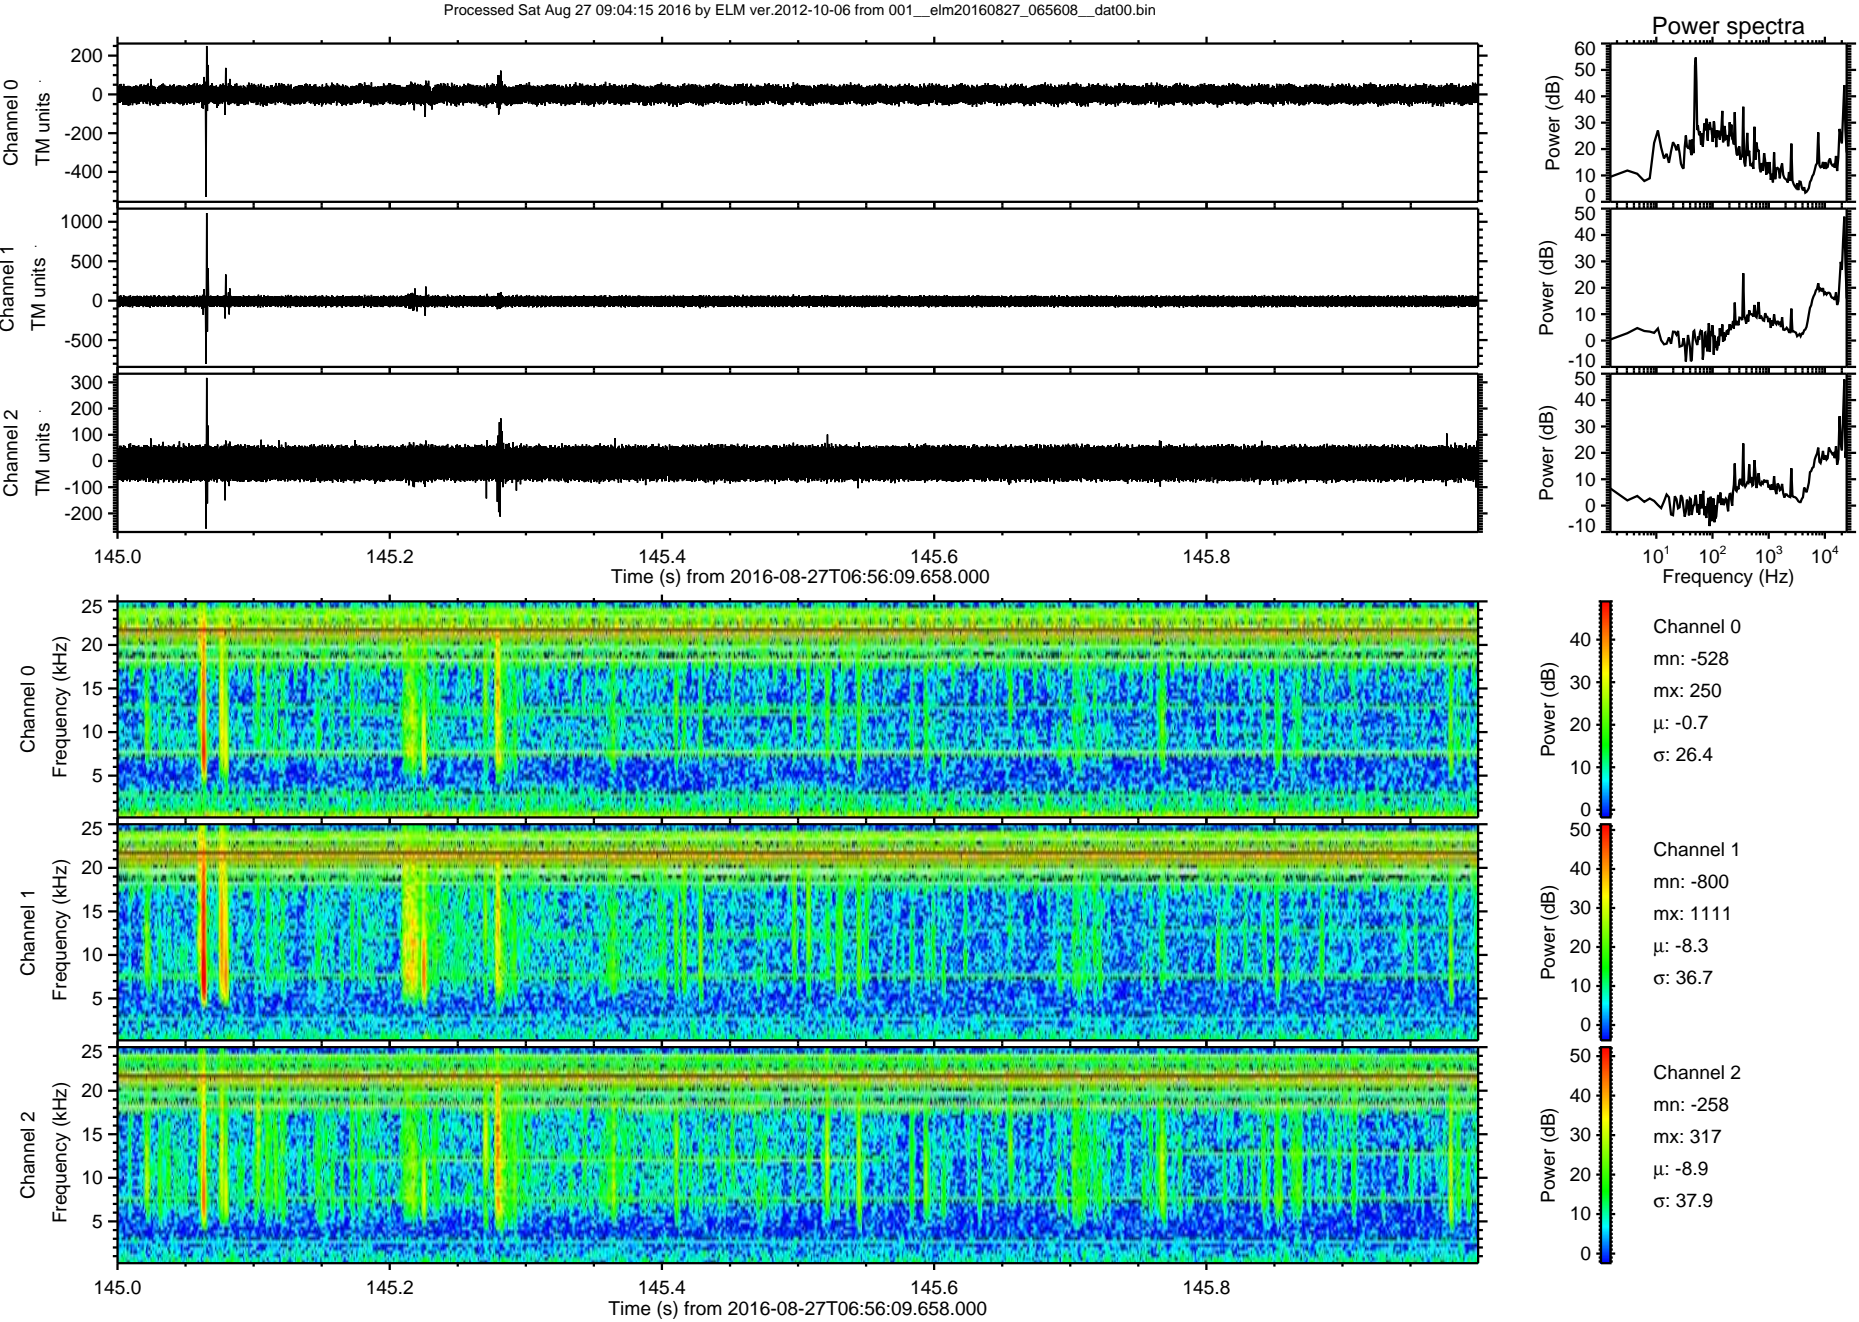 Processed Sat Aug 27 09:04:15 2016 by ELM ver.2012-10-06 from 001__elm20160827_065608__dat00.bin
Power spectra
Channel 0
TM units
200
0
-200
-400
Power (dB)
60
50
40
30
20
10
0
Channel 1
TM units
1000
500
0
-500
Power (dB)
50
40
30
20
10
0
-10
Channel 2
TM units
300
200
100
0
-100
-200
Power (dB)
50
40
30
20
10
0
-10
145.0 145.2 145.4 145.6 145.8
Time (s) from 2016-08-27T06:56:09.658.000
10¹ 10² 10³ 10⁴
Frequency (Hz)
Channel 0
Frequency (kHz)
25
20
15
10
5
Power (dB)
40
30
20
10
0
Channel 0
mn: -528
mx: 250
μ: -0.7
σ: 26.4
Channel 1
Frequency (kHz)
25
20
15
10
5
Power (dB)
50
40
30
20
10
0
Channel 1
mn: -800
mx: 1111
μ: -8.3
σ: 36.7
Channel 2
Frequency (kHz)
25
20
15
10
5
Power (dB)
50
40
30
20
10
0
Channel 2
mn: -258
mx: 317
μ: -8.9
σ: 37.9
145.0 145.2 145.4 145.6 145.8
Time (s) from 2016-08-27T06:56:09.658.000